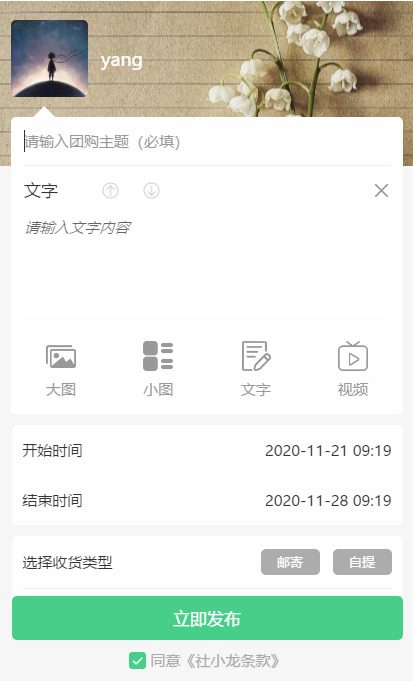 yang
请输入团购主题（必填）
文字
请输入文字内容
大图 小图 文字 视频
开始时间 2020-11-21 09:19
结束时间 2020-11-28 09:19
选择收货类型 邮寄 自提
立即发布
同意《社小龙条款》